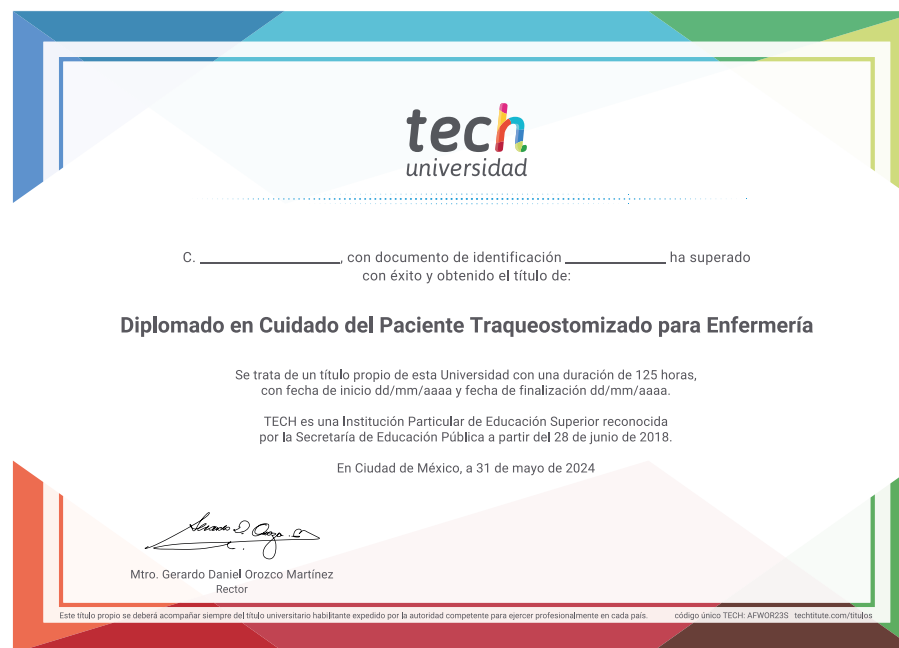 tech
universidad
C. ____________, con documento de identificación ____________ ha superado
con éxito y obtenido el título de:
Diplomado en Cuidado del Paciente Traqueostomizado para Enfermería
Se trata de un título propio de esta Universidad con una duración de 125 horas,
con fecha de inicio dd/mm/aaaa y fecha de finalización dd/mm/aaaa.
TECH es una Institución Particular de Educación Superior reconocida
por la Secretaría de Educación Pública a partir del 28 de junio de 2018.
En Ciudad de México, a 31 de mayo de 2024
Mtro. Gerardo Daniel Orozco Martínez
Rector
Este título propio se deberá acompañar siempre del título universitario habilitante expedido por la autoridad competente para ejercer profesionalmente en cada país. código único TECH: AFWOR23S techtitute.com/titulos